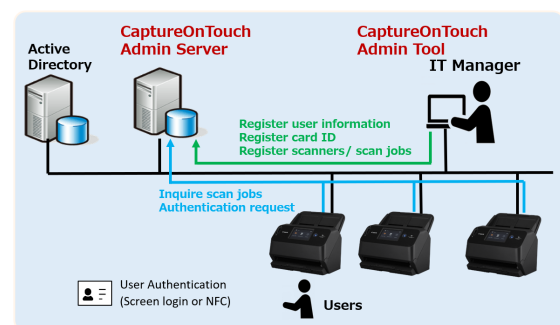 CaptureOnTouch
Admin Server
CaptureOnTouch
Admin Tool
Active
Directory
IT Manager
Register user information
Register card ID
Register scanners/ scan jobs
Inquire scan jobs
Authentication request
User Authentication
(Screen login or NFC)
Users